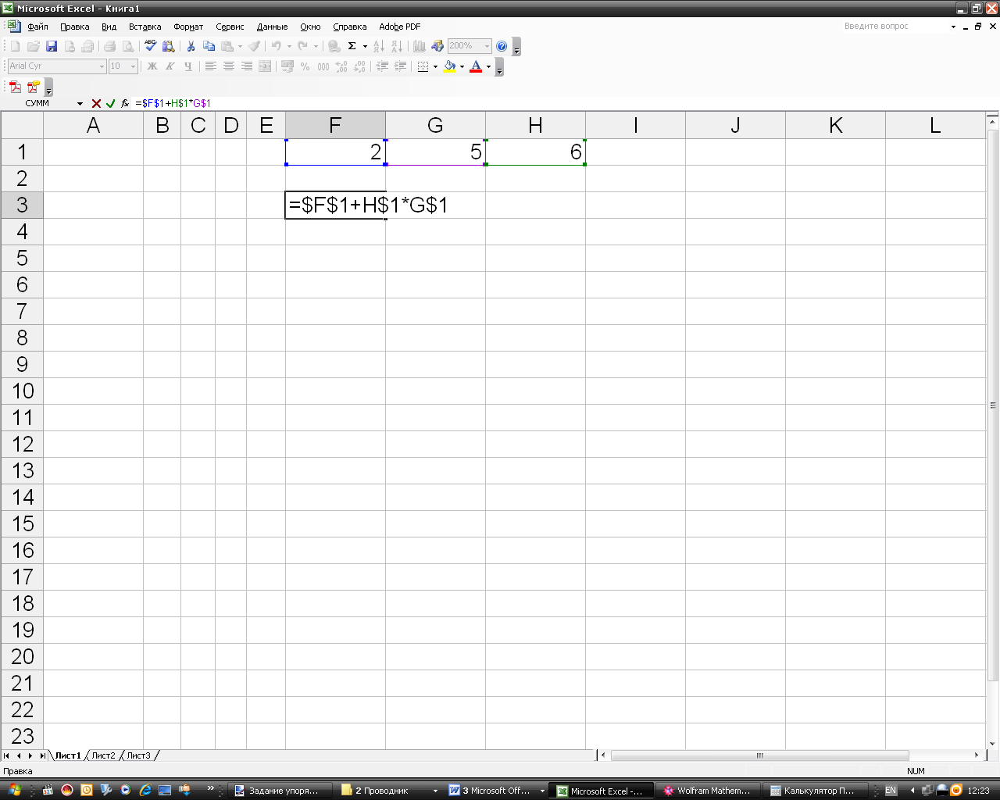 Microsoft Excel - Книга1
Файл Правка Вид Вставка Формат Сервис Данные Окно Справка Adobe PDF Введите вопрос
200%
Arial Cyr 10 Ж К Ч % 000
СУММ =$F$1+H$1*G$1
A B C D E F G H I J K L
1 2 5 6
2
3 =$F$1+H$1*G$1
4
5
6
7
8
9
10
11
12
13
14
15
16
17
18
19
20
21
22
23
Лист1 Лист2 Лист3
Правка NUM
Задание упоря... 2 Проводник 3 Microsoft Off... Microsoft Excel -... Wolfram Mathem... Калькулятор П... EN 12:23